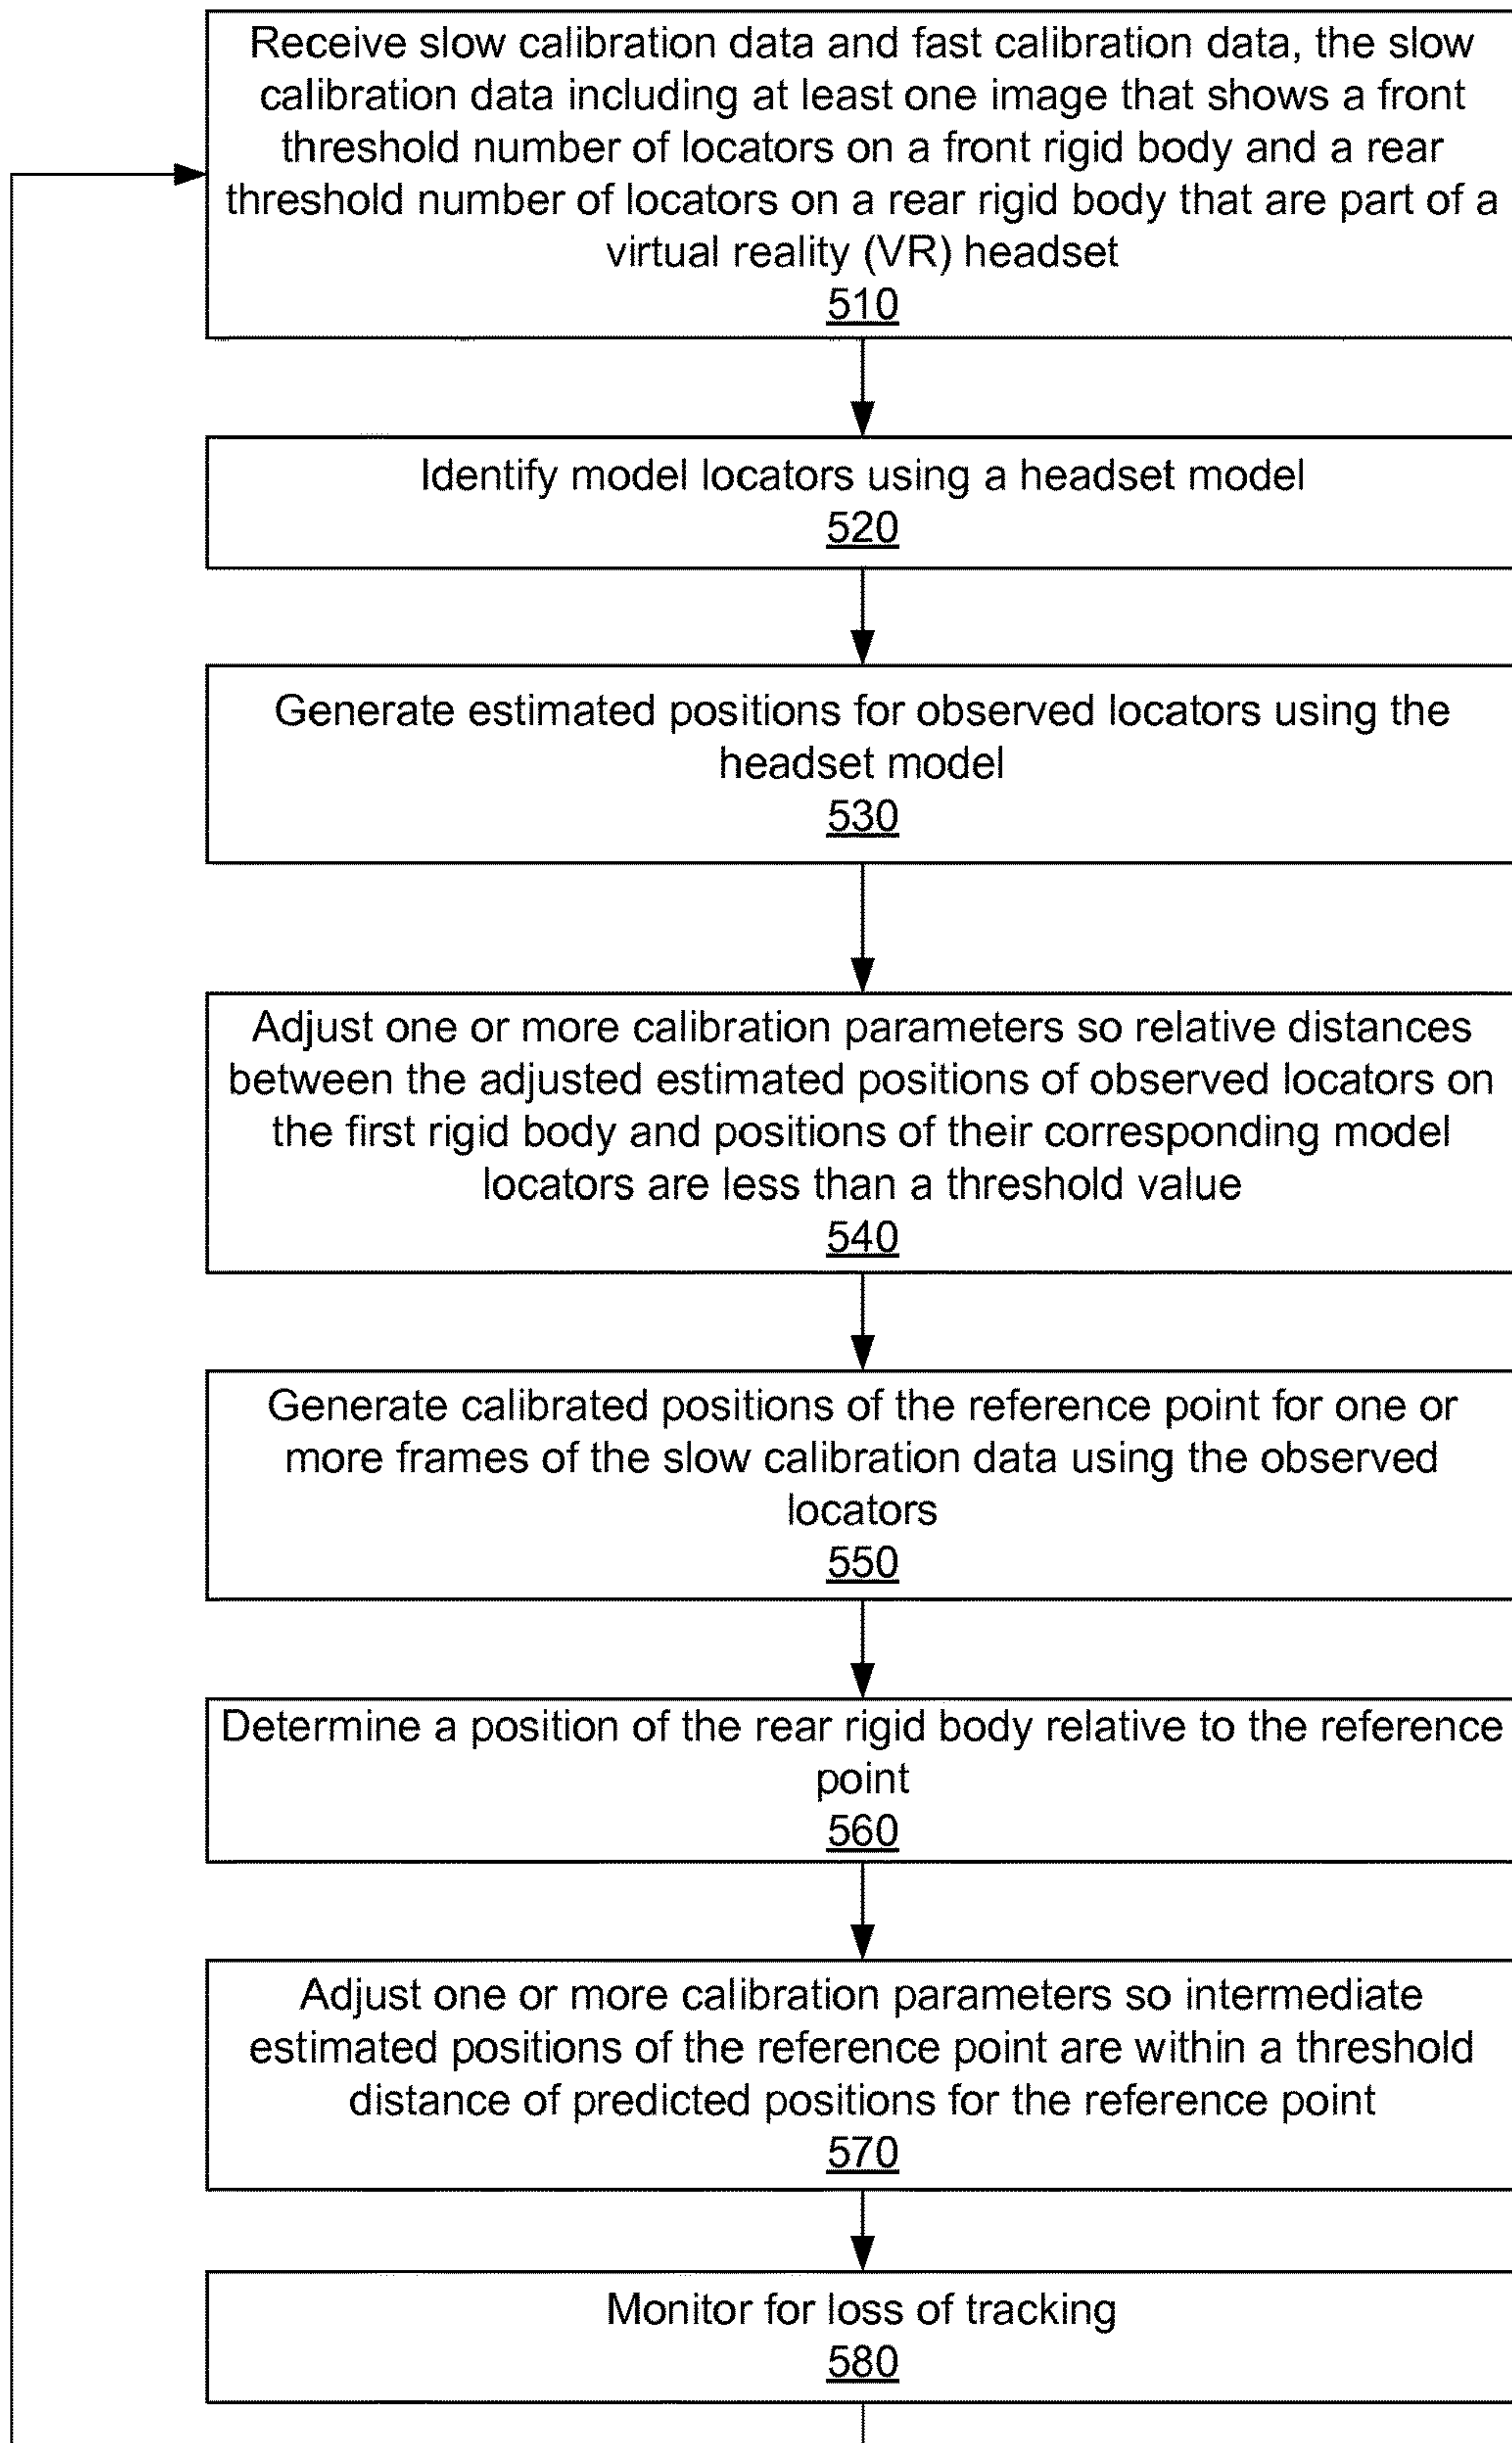 Receive slow calibration data and fast calibration data, the slow
calibration data including at least one image that shows a front
threshold number of locators on a front rigid body and a rear
threshold number of locators on a rear rigid body that are part of a
virtual reality (VR) headset
510
Identify model locators using a headset model
520
Generate estimated positions for observed locators using the
headset model
530
Adjust one or more calibration parameters so relative distances
between the adjusted estimated positions of observed locators on
the first rigid body and positions of their corresponding model
locators are less than a threshold value
540
Generate calibrated positions of the reference point for one or
more frames of the slow calibration data using the observed
locators
550
Determine a position of the rear rigid body relative to the reference
point
560
Adjust one or more calibration parameters so intermediate
estimated positions of the reference point are within a threshold
distance of predicted positions for the reference point
570
Monitor for loss of tracking
580